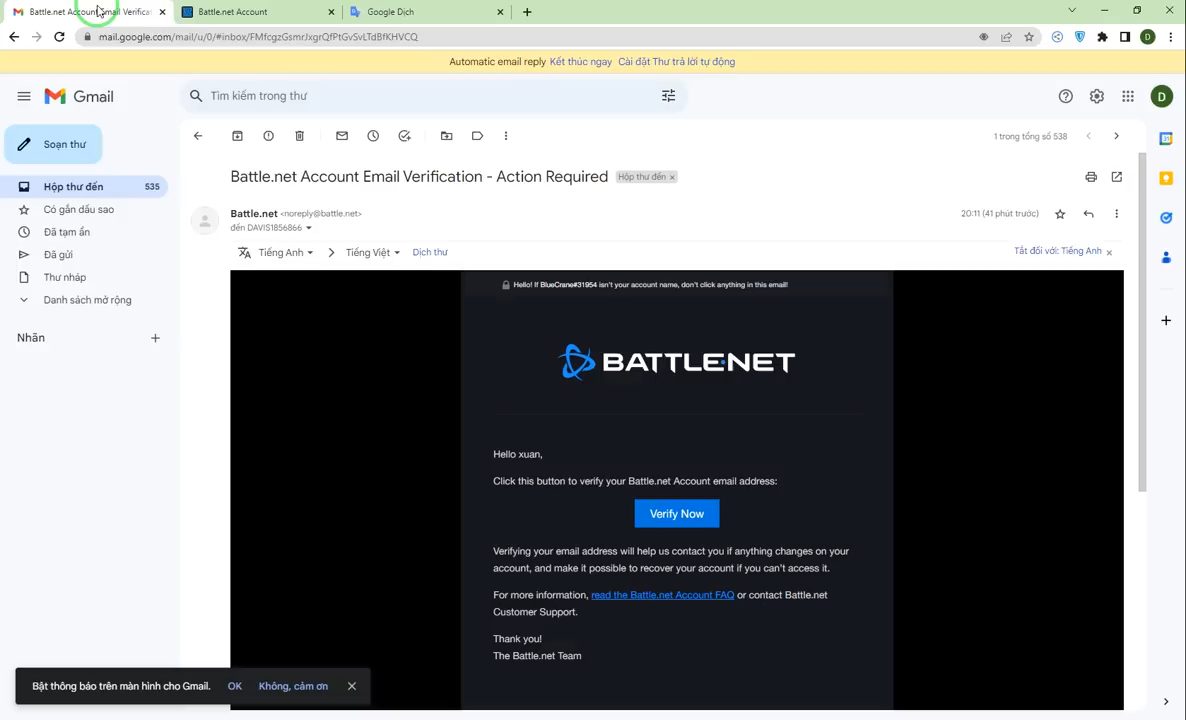 Battle.net Account Email Verifica
Battle.net Account
Google Dịch
mail.google.com/mail/u/0/#inbox/FMfcgzGsmrJxgrQfPtGvSvLTdBfKHVCQ
D
Automatic email reply Kết thúc ngay Cài đặt Thư trả lời tự động
Gmail
Tìm kiếm trong thư
D
Soạn thư
1 trong tổng số 538
Battle.net Account Email Verification - Action Required
Hộp thư đến ×
Hộp thư đến 535
Có gắn dấu sao
Đã tạm ẩn
Đã gửi
Thư nháp
Danh sách mở rộng
Nhãn
Battle.net <noreply@battle.net>
20:11 (41 phút trước)
đến DAVIS1856866
Tiếng Anh > Tiếng Việt Dịch thư
Tắt đối với: Tiếng Anh ×
Hello! If BlueCrane#31954 isn't your account name, don't click anything in this email!
BATTLE.NET
Hello xuan,
Click this button to verify your Battle.net Account email address:
Verify Now
Verifying your email address will help us contact you if anything changes on your
account, and make it possible to recover your account if you can't access it.
For more information, read the Battle.net Account FAQ or contact Battle.net
Customer Support.
Thank you!
The Battle.net Team
Bật thông báo trên màn hình cho Gmail. OK Không, cảm ơn